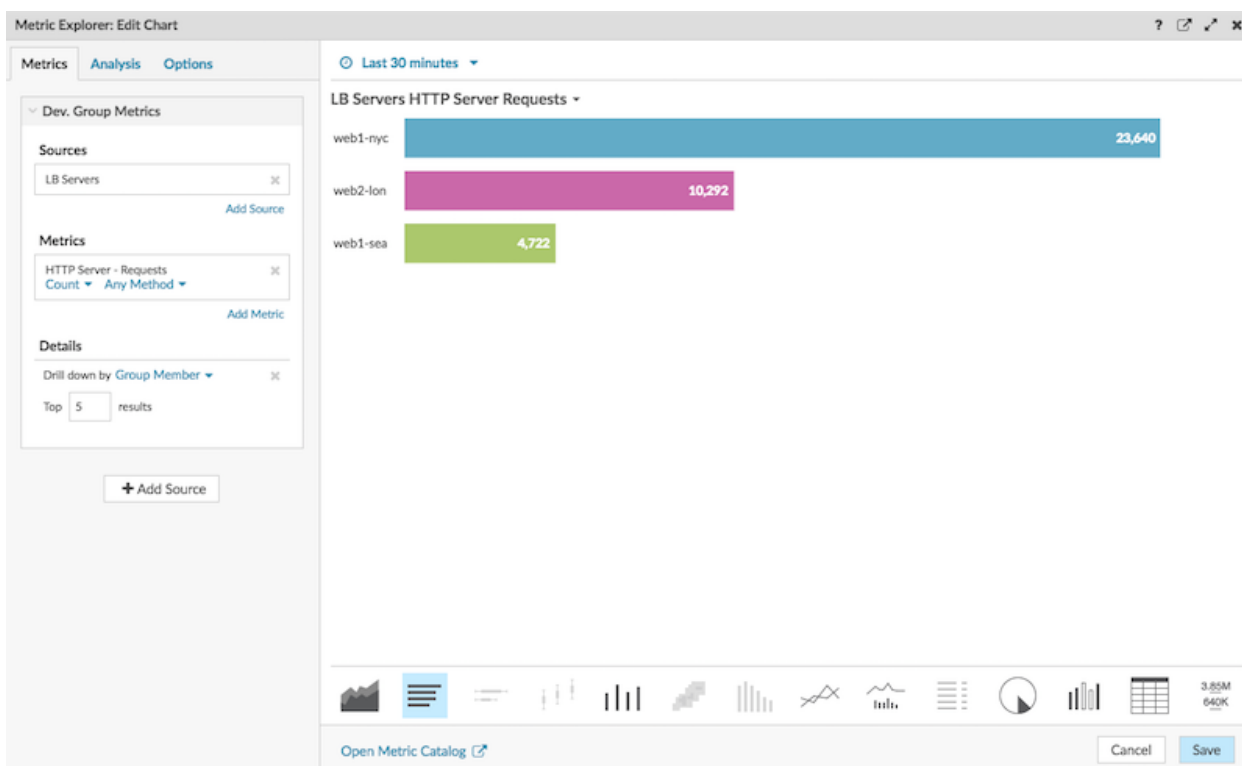 Metric Explorer: Edit Chart
?
Metrics Analysis Options
Last 30 minutes
Dev. Group Metrics
Sources
LB Servers
Add Source
Metrics
HTTP Server - Requests
Count Any Method
Add Metric
Details
Drill down by Group Member
Top 5 results
+ Add Source
LB Servers HTTP Server Requests
web1-nyc 23,640
web2-lon 10,292
web1-sea 4,722
3.85M
640K
Open Metric Catalog
Cancel Save